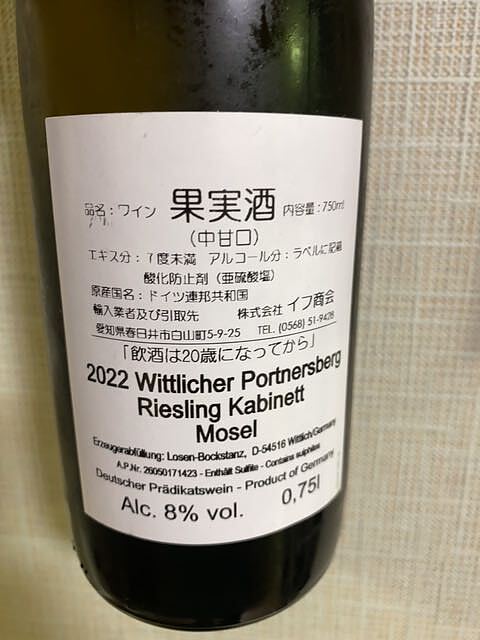 品名：ワイン 果実酒 内容量：750ml
（中甘口）
エキス分：7度未満 アルコール分：ラベルに記載
酸化防止剤（亜硫酸塩）
原産国名：ドイツ連邦共和国
輸入業者及び引取先 株式会社 イフ商会
愛知県春日井市白山町5-9-25 TEL. (0568) 51-9428
「飲酒は20歳になってから」
2022 Wittlicher Portnersberg
Riesling Kabinett
Mosel
Erzeugerabfüllung: Losen-Bockstanz, D-54516 Wittlich/Germany
A.P.Nr. 26050171423 - Enthält Sulfite - Contains sulphites
Deutscher Prädikatswein - Product of Germany
Alc. 8% vol. 0,75l